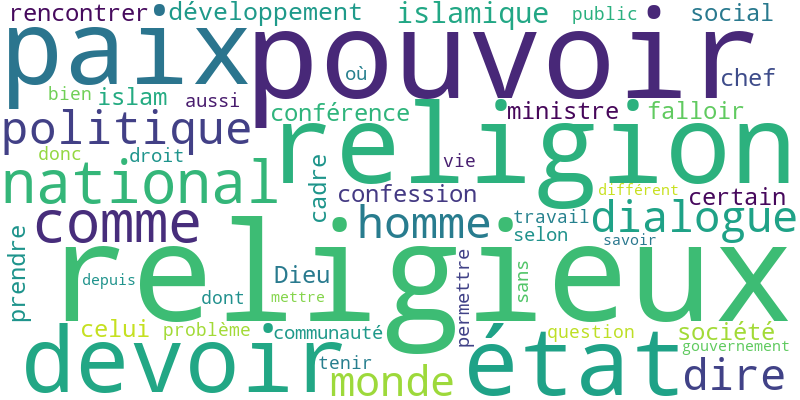 rencontrer développement islamique public social
paix pouvoir
où chef
bien islam aussi
conférence ministre falloir
politique religion
donc droit vie
national cadre confession différent certain
comme homme travail dialogue
selon savoir
religieux
prendre depuis Dieu dont mettre permettre sans
celui problème communauté question société
devoir état gouvernement
tenir monde dire